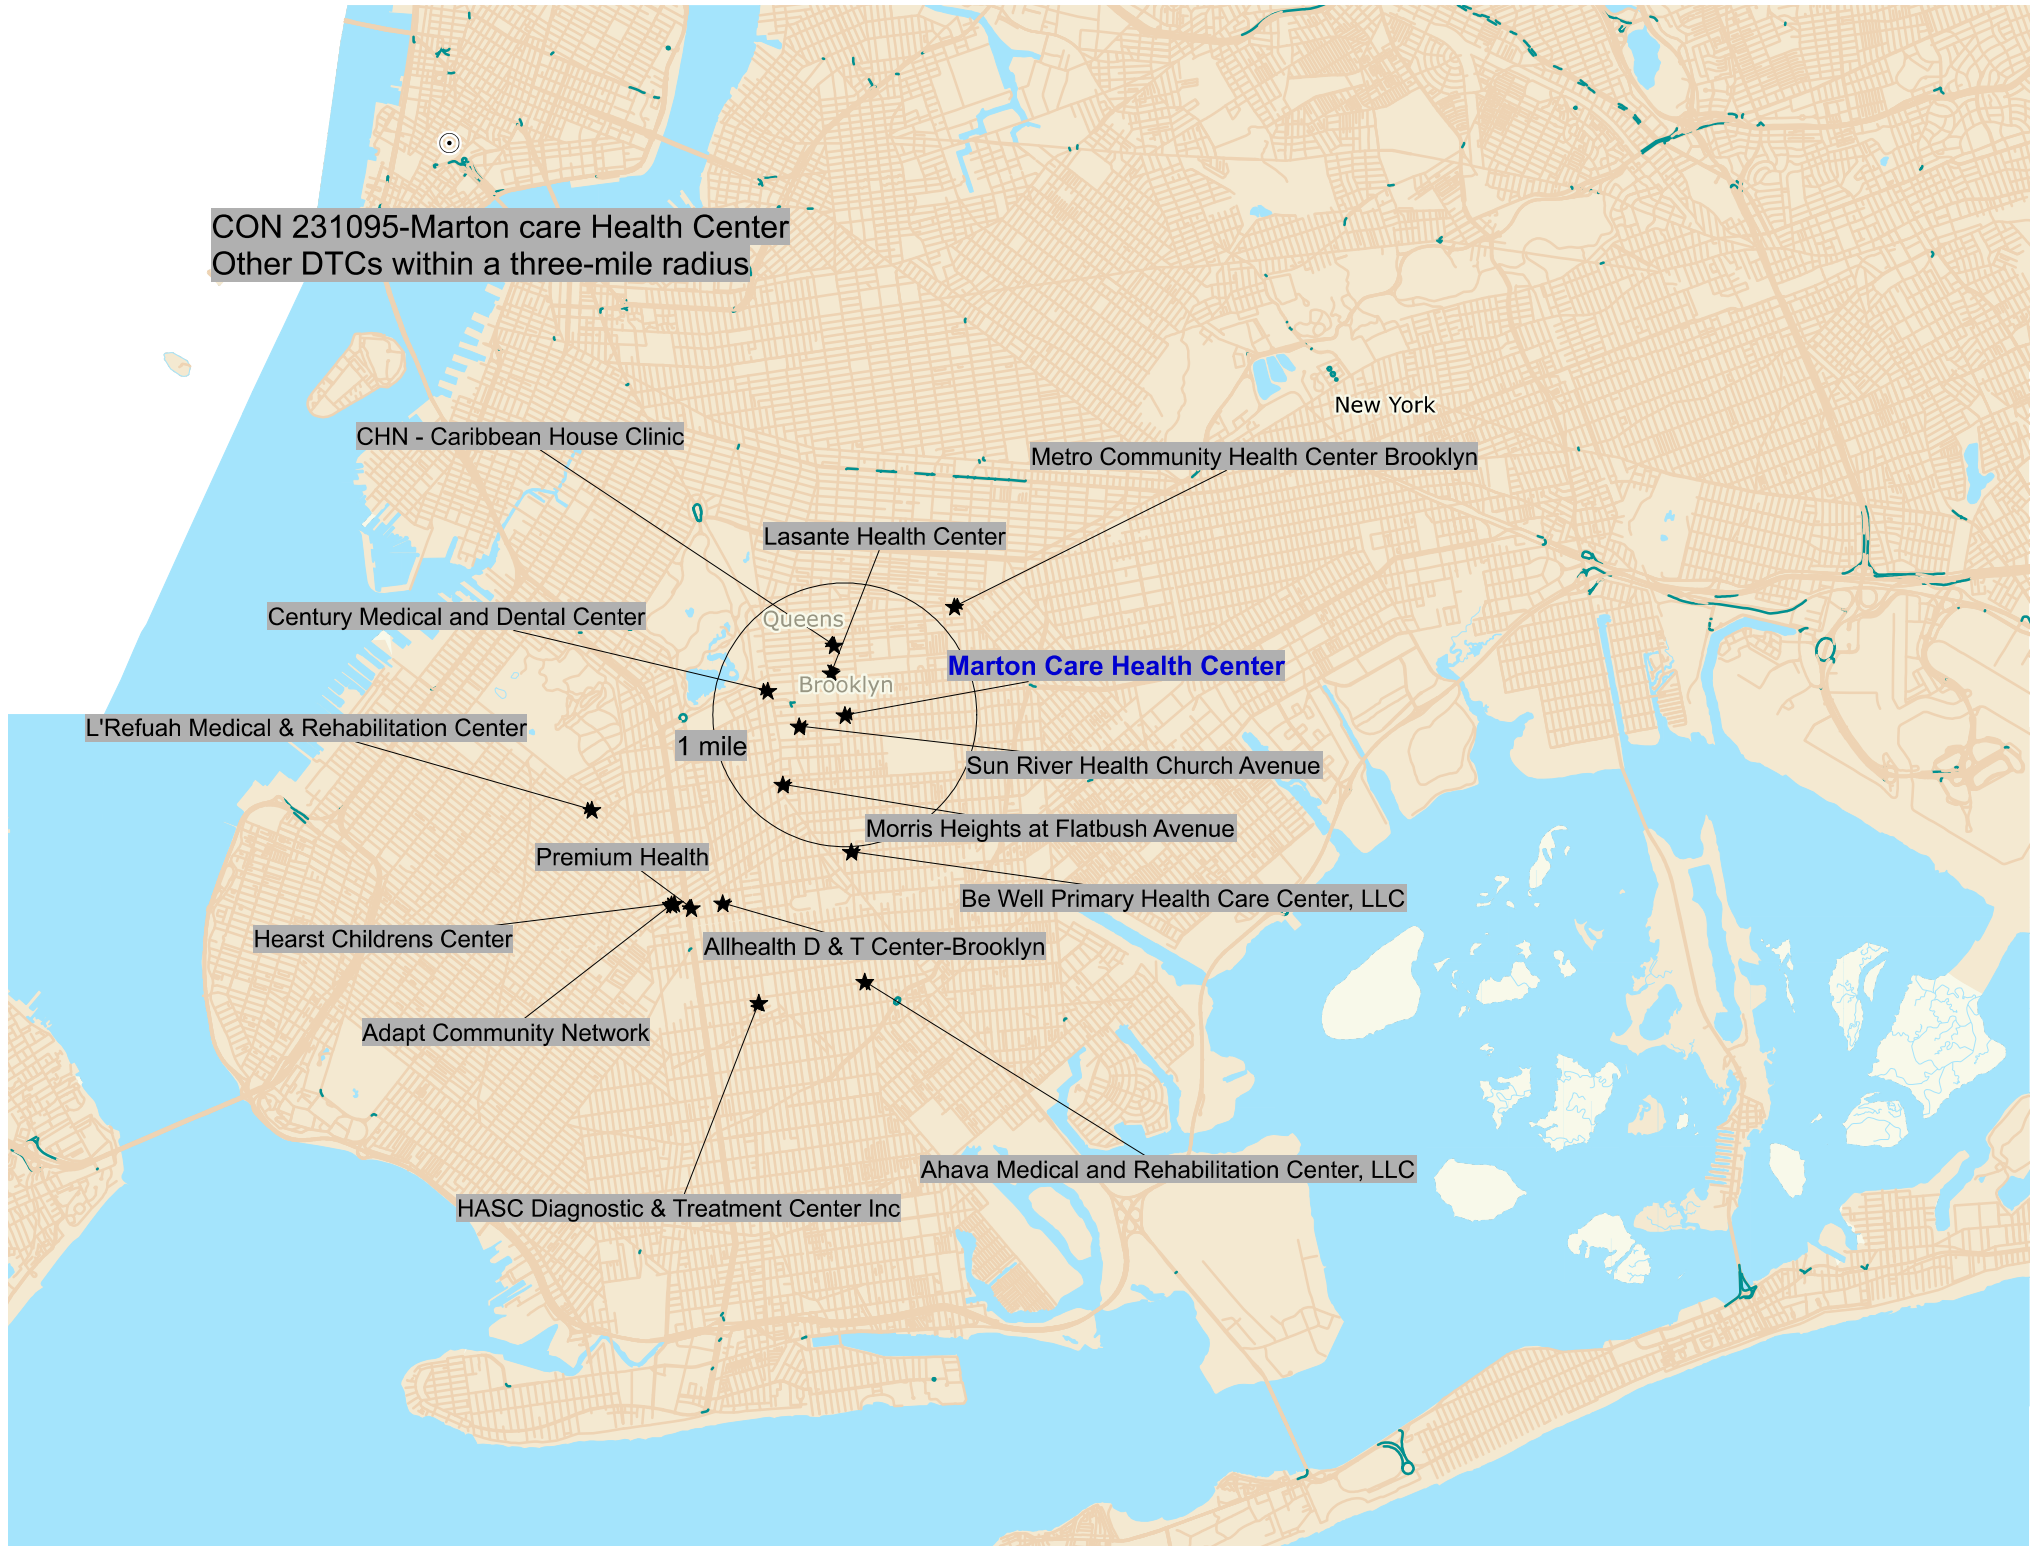 CON 231095-Marton care Health Center
Other DTCs within a three-mile radius
New York
CHN - Caribbean House Clinic
Metro Community Health Center Brooklyn
Lasante Health Center
Century Medical and Dental Center
Queens
Marton Care Health Center
Brooklyn
L'Refuah Medical & Rehabilitation Center
1 mile
Sun River Health Church Avenue
Morris Heights at Flatbush Avenue
Premium Health
Be Well Primary Health Care Center, LLC
Hearst Childrens Center
Allhealth D & T Center-Brooklyn
Adapt Community Network
Ahava Medical and Rehabilitation Center, LLC
HASC Diagnostic & Treatment Center Inc